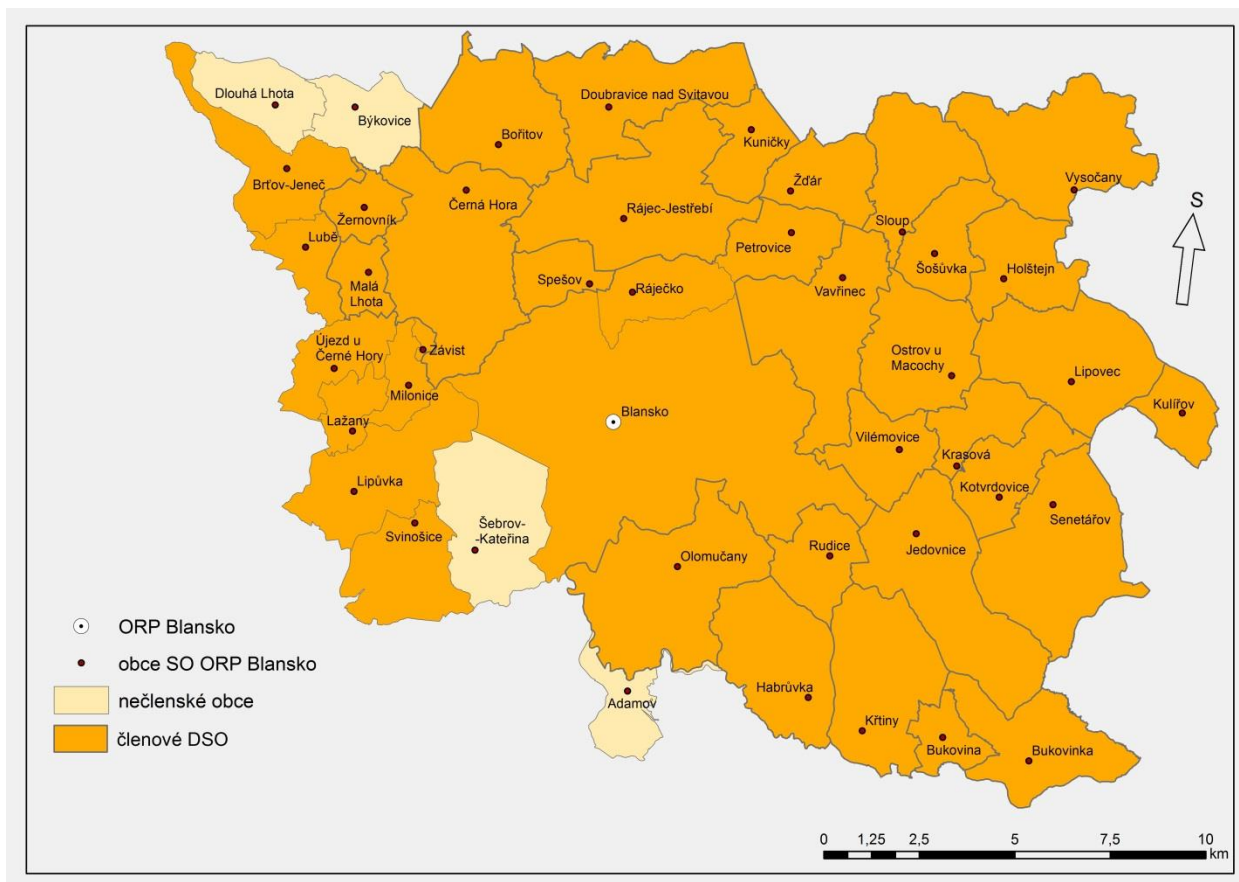 Dlouhá Lhota
Býkovice
Doubravice nad Svitavou
Bořitov
Kuničky
Brťov-Jeneč
Žďár
Vysočany
Černá Hora
Žernovník
S
Rájec-Jestřebí
Sloup
Petrovice
Lubě
Šošůvka
Holštejn
Malá
Lhota
Spešov
Ráječko
Vavřinec
Újezd u
Černé Hory
Závist
Ostrov u
Macochy
Lipovec
Milonice
Kulířov
Blansko
Lažany
Vilémovice
Krasová
Kotvrdovice
Lipůvka
Senetářov
Svinošice
Šebrov-
-Kateřina
Rudice
Jedovnice
Olomučany
Habrůvka
Adamov
Křtiny
Bukovina
Bukovinka
ORP Blansko
obce SO ORP Blansko
nečlenské obce
členové DSO
0 1,25 2,5 5 7,5 10
km